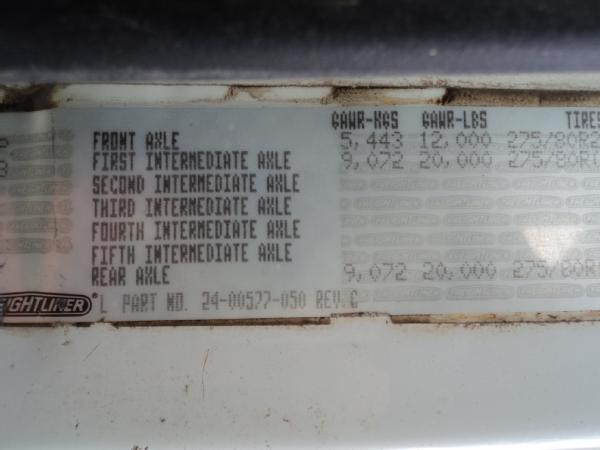 GAWR-KGS GAWR-LBS TIRES
FRONT AXLE 5,443 12,000 275/80R2
FIRST INTERMEDIATE AXLE 9,072 20,000 275/80R
SECOND INTERMEDIATE AXLE
THIRD INTERMEDIATE AXLE
FOURTH INTERMEDIATE AXLE
FIFTH INTERMEDIATE AXLE
REAR AXLE 9,072 20,000 275/80R
EIGHTLINER ® L PART NO. 24-00577-050 REV.C